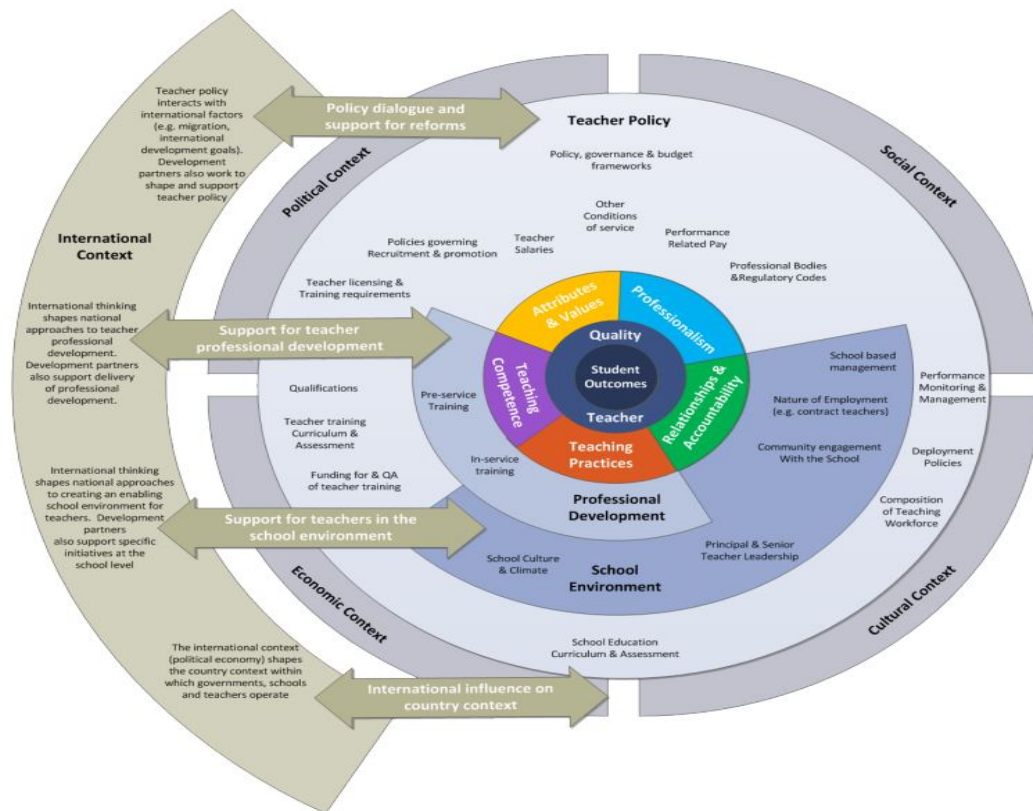 Teacher policy
interacts with
international factors
(e.g. migration,
international
development goals).
Development
partners also work to
shape and support
teacher policy
International
Context
International thinking
shapes national
approaches to teacher
professional
development.
Development partners
also support delivery
of professional
development.
International thinking
shapes national approaches
to creating an enabling
school environment for
teachers.  Development
partners
also support specific
initiatives at the
school level
The international context
(political economy) shapes
the country context within
which governments, schools
and teachers operate
Policy dialogue and
support for reforms
Support for teacher
professional development
Support for teachers in the
school environment
International influence on
country context
Political Context
Social Context
Economic Context
Cultural Context
Teacher Policy
Policy, governance & budget
frameworks
Other
Conditions
of service
Teacher
Salaries
Performance
Related Pay
Policies governing
Recruitment & promotion
Professional Bodies
&Regulatory Codes
Teacher licensing &
Training requirements
Qualifications
Teacher training
Curriculum &
Assessment
Funding for & QA
of teacher training
Performance
Monitoring &
Management
Deployment
Policies
Composition
of Teaching
Workforce
School Education
Curriculum & Assessment
Attributes
& Values
Professionalism
Teaching
Competence
Relationships &
Accountability
Teaching
Practices
Quality
Student
Outcomes
Teacher
Pre-service
Training
In-service
training
Professional
Development
School based
management
Nature of Employment
(e.g. contract teachers)
Community engagement
With the School
Principal & Senior
Teacher Leadership
School Culture
& Climate
School
Environment